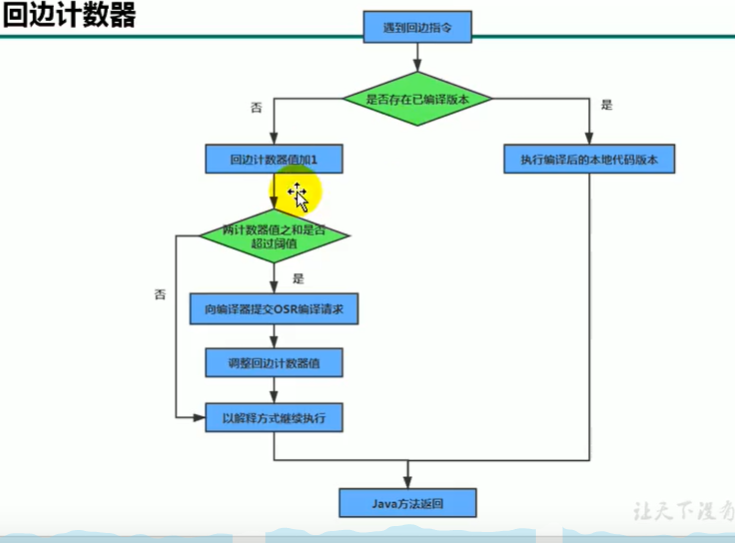 回边计数器
遇到回边指令
是否存在已编译版本
否
是
回边计数器值加1
执行编译后的本地代码版本
两计数器值之和是否
超过阈值
是
否
向编译器提交OSR编译请求
调整回边计数器值
以解释方式继续执行
Java方法返回
让天下没